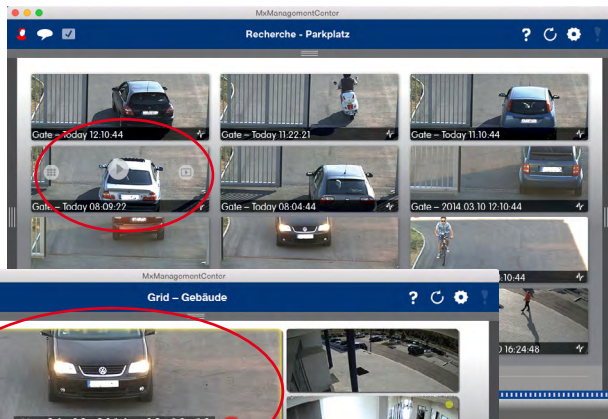 MxManagementCenter
Recherche - Parkplatz
Gate – Today 12:10:44
Gate – Today 11:22.21
Gate – Today 11:10:44
Gate – Today 08:09:22
Gate – Today 08:04:44
Gate – 2014.03.10 12:10:44
10:44
MxManagementCenter
Grid – Gebäude
16:24:48